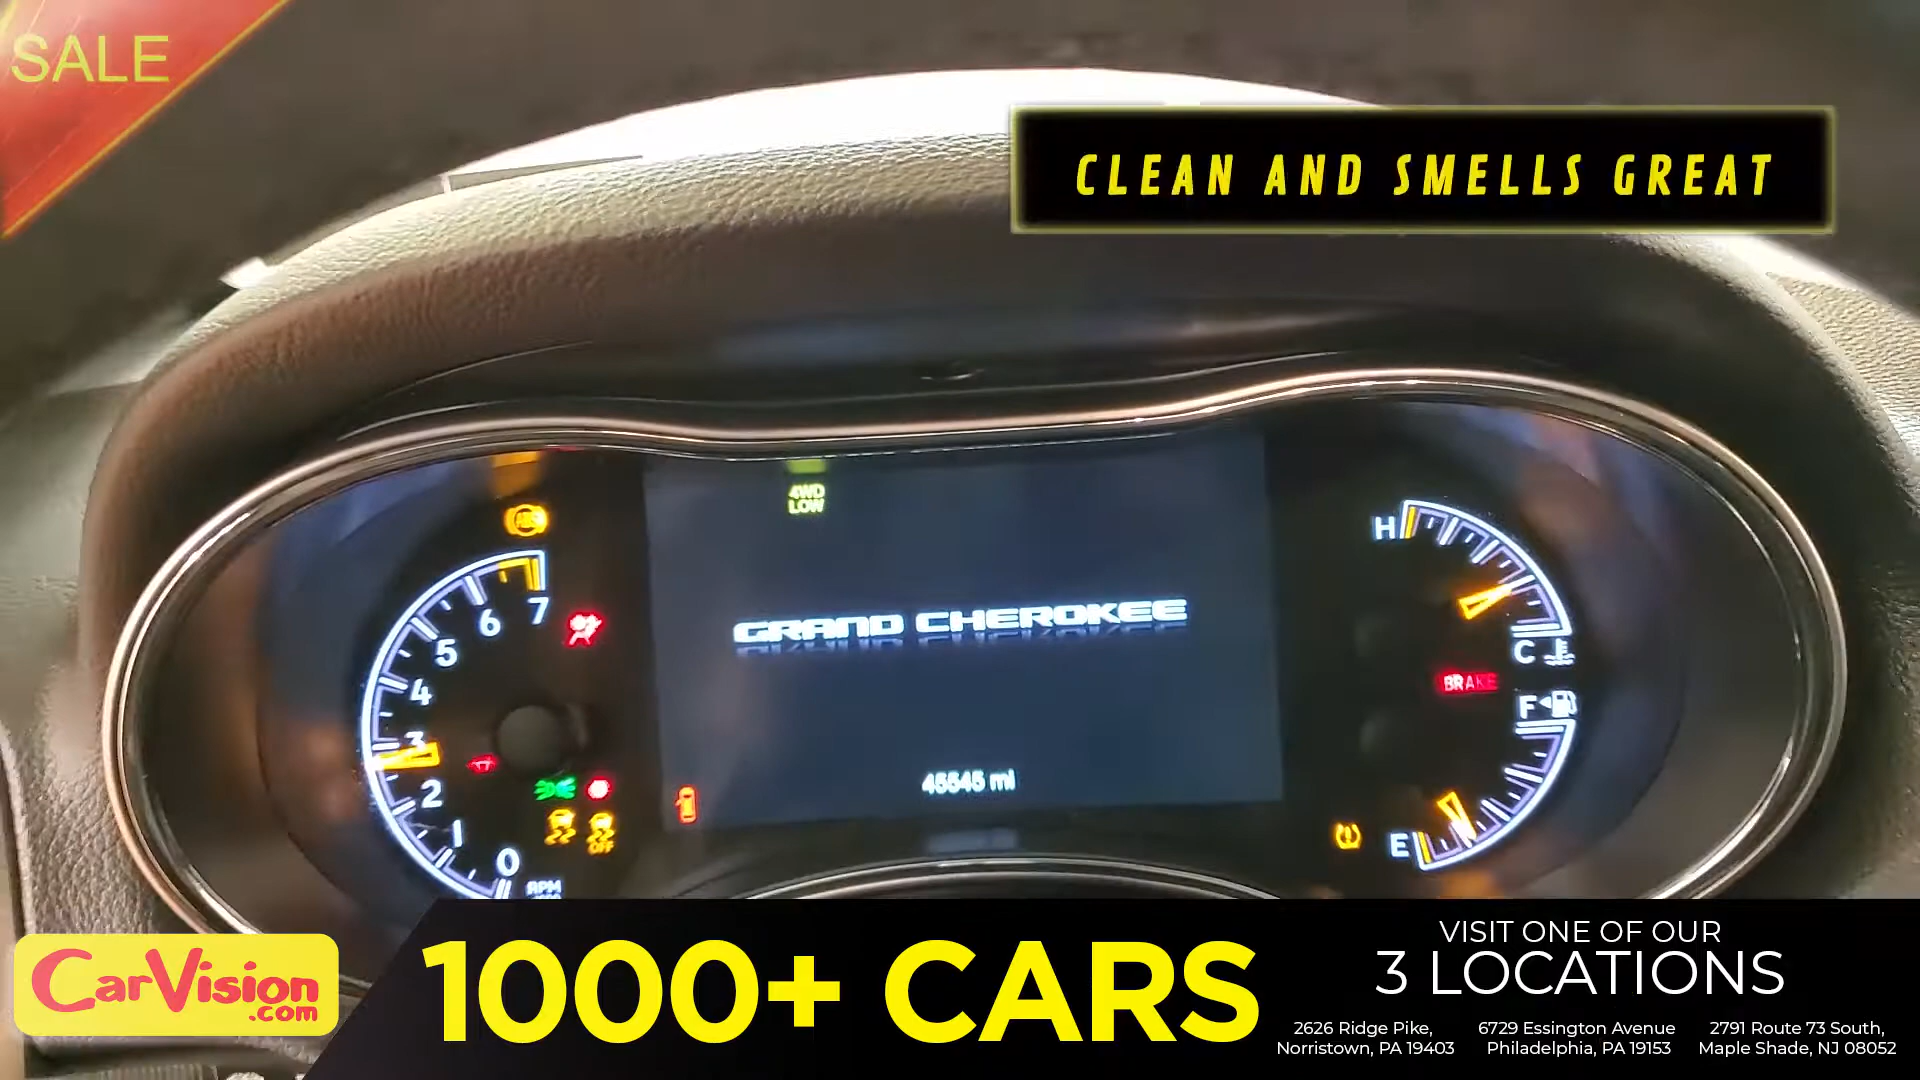 SALE
CLEAN AND SMELLS GREAT
4WD
LOW
H
7
6
5
GRAND CHEROKEE
C
4
BRAKE
F
3
2
45545 mi
1
OFF
E
0
RPM
CarVision
.com
1000+ CARS
VISIT ONE OF OUR
3 LOCATIONS
2626 Ridge Pike,
Norristown, PA 19403
6729 Essington Avenue
Philadelphia, PA 19153
2791 Route 73 South,
Maple Shade, NJ 08052